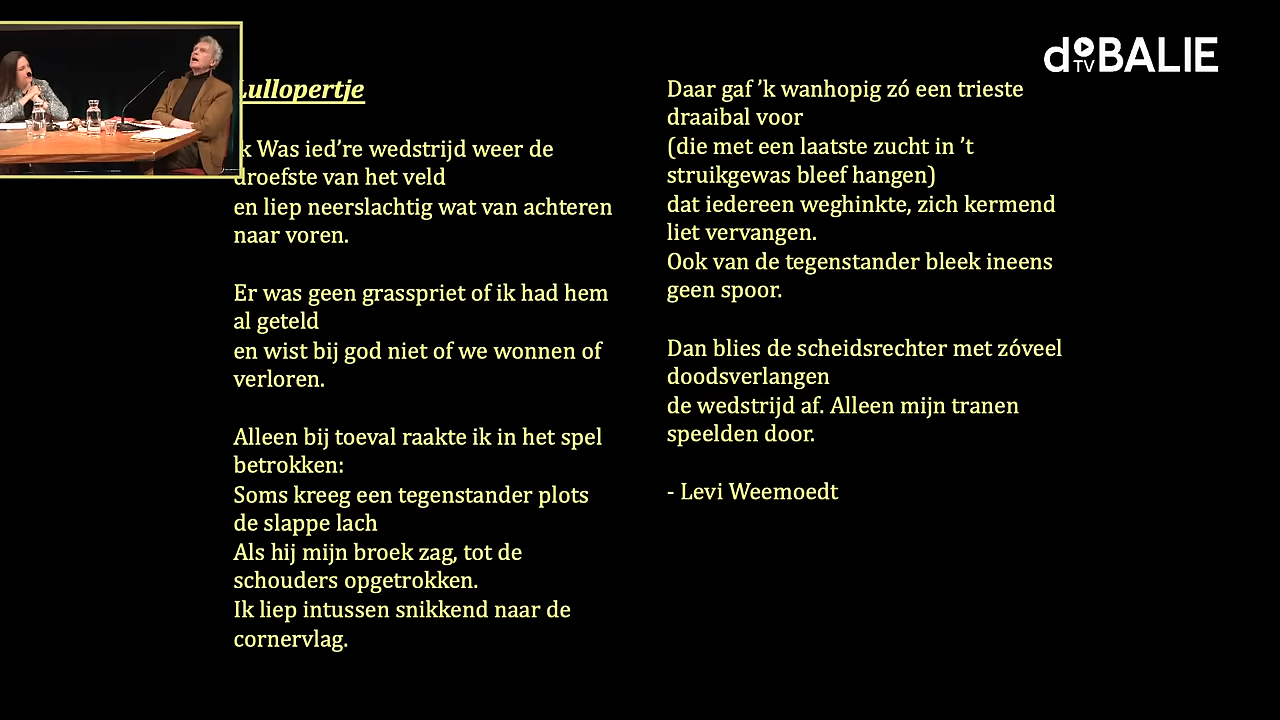 Lullopertje
k Was ied’re wedstrijd weer de
droefste van het veld
en liep neerslachtig wat van achteren
naar voren.
Er was geen grasspriet of ik had hem
al geteld
en wist bij god niet of we wonnen of
verloren.
Alleen bij toeval raakte ik in het spel
betrokken:
Soms kreeg een tegenstander plots
de slappe lach
Als hij mijn broek zag, tot de
schouders opgetrokken.
Ik liep intussen snikkend naar de
cornervlag.
Daar gaf ’k wanhopig zó een trieste
draaibal voor
(die met een laatste zucht in ’t
struikgewas bleef hangen)
dat iedereen weghinkte, zich kermend
liet vervangen.
Ook van de tegenstander bleek ineens
geen spoor.
Dan blies de scheidsrechter met zóveel
doodsverlangen
de wedstrijd af. Alleen mijn tranen
speelden door.
- Levi Weemoedt
de BALIE
TV